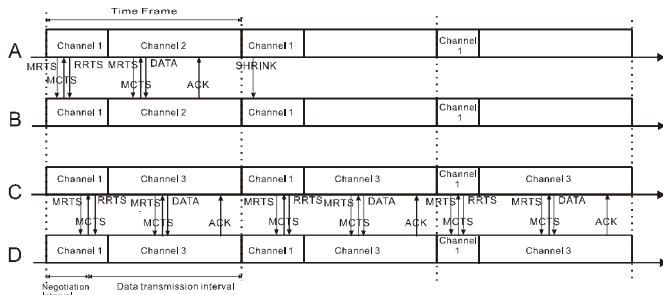 Time Frame
A Channel 1 Channel 2 Channel 1 Channel 1
MRTS RRTS MRTS DATA SHRINK
MCTS MCTS ACK
B Channel 1 Channel 2 Channel 1 Channel 1
C Channel 1 Channel 3 Channel 1 Channel 3 Channel 1 Channel 3
MRTS RRTS MRTS DATA MRTS RRTS MRTS DATA MRTS RRTS MRTS DATA
MCTS MCTS ACK MCTS MCTS ACK MCTS MCTS ACK
D Channel 1 Channel 3 Channel 1 Channel 3 Channel 1 Channel 3
Negotiation Data transmission interval